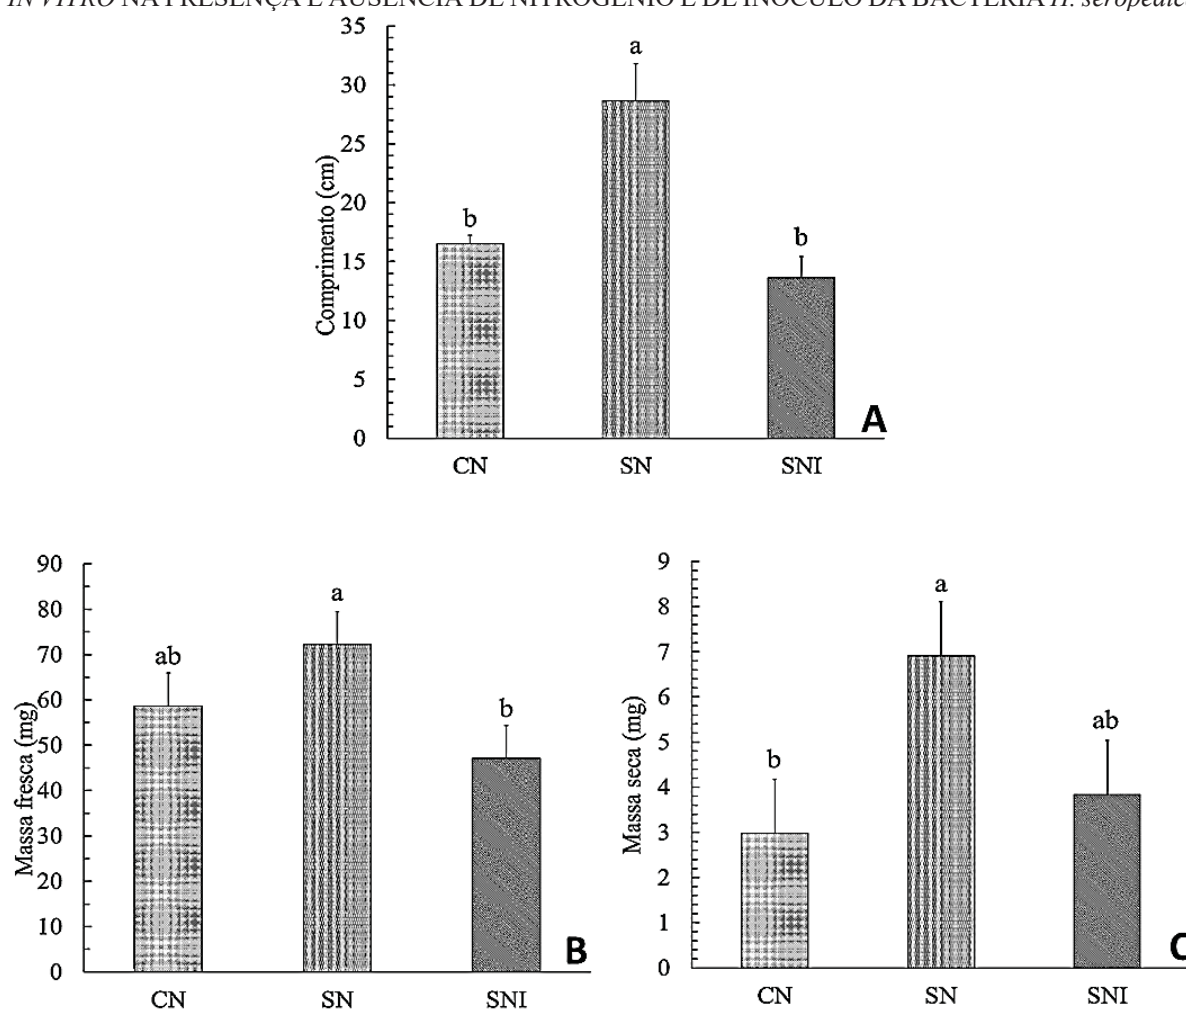 IN VITRO NA PRESENÇA E AUSÊNCIA DE NITROGÊNIO E DE INÓCULO DA BACTÉRIA H.
35
30
25
20
15
10
5
0
Comprimento (cm)
b
a
b
A
CN SN SNI
90
80
70
60
50
40
30
20
10
0
Massa fresca (mg)
ab
a
b
B
CN SN SNI
9
8
7
6
5
4
3
2
1
0
Massa seca (mg)
b
a
ab
C
CN SN SNI